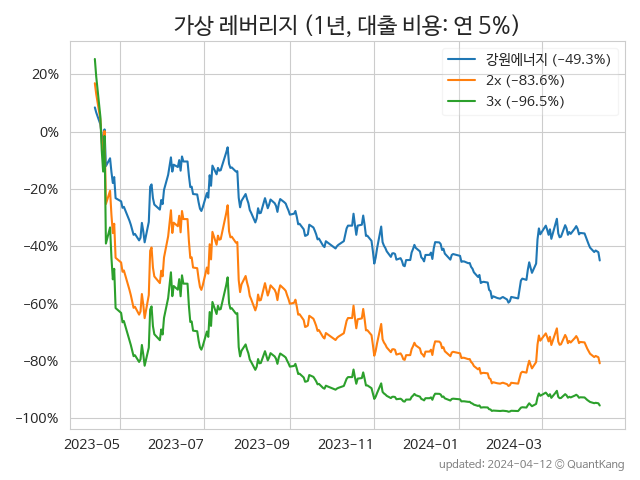 가상 레버리지 (1년, 대출 비용: 연 5%)
강원에너지 (−49.3%)
2x (−83.6%)
3x (−96.5%)
20%
0%
−20%
−40%
−60%
−80%
−100%
2023-05 2023-07 2023-09 2023-11 2024-01 2024-03
updated: 2024-04-12 © QuantKang